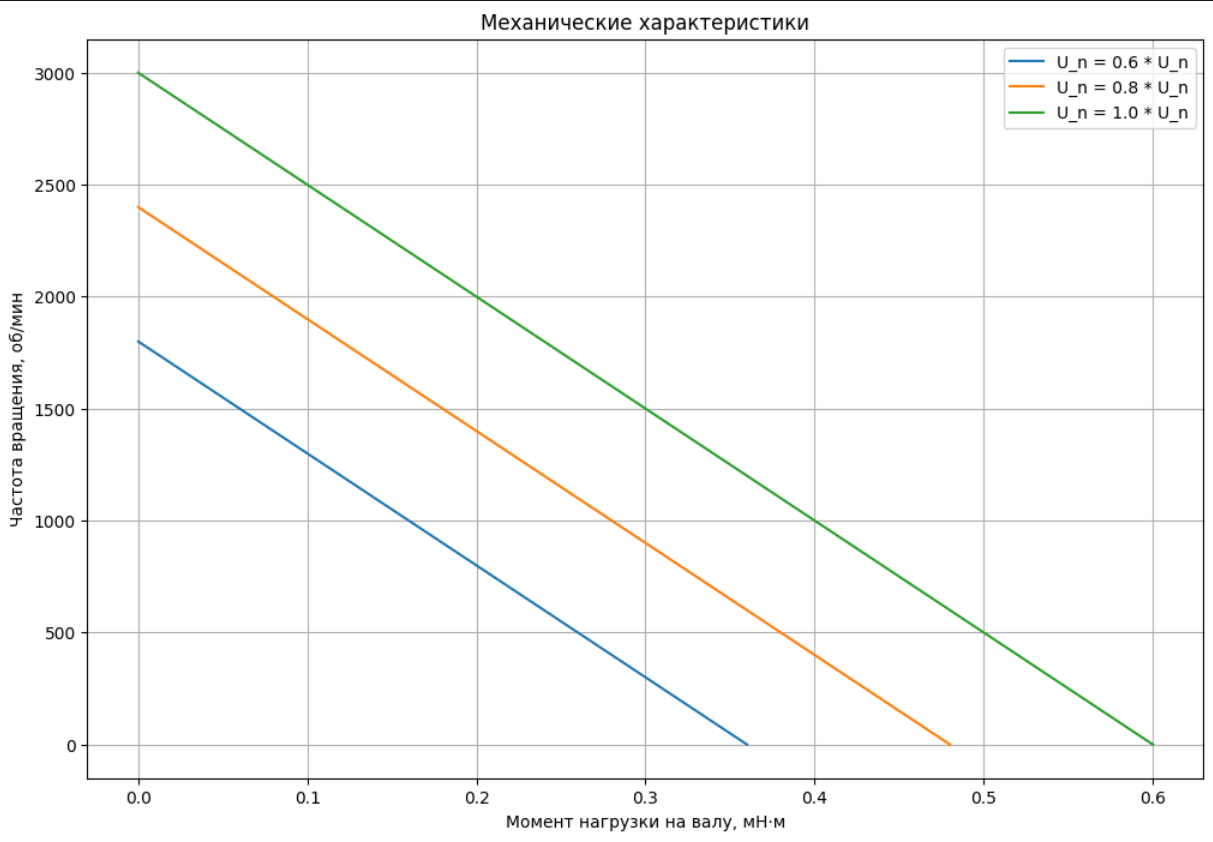 Механические характеристики
U_n = 0.6 * U_n
U_n = 0.8 * U_n
U_n = 1.0 * U_n
3000
2500
2000
1500
1000
500
0
Частота вращения, об/мин
0.0 0.1 0.2 0.3 0.4 0.5 0.6
Момент нагрузки на валу, мН·м